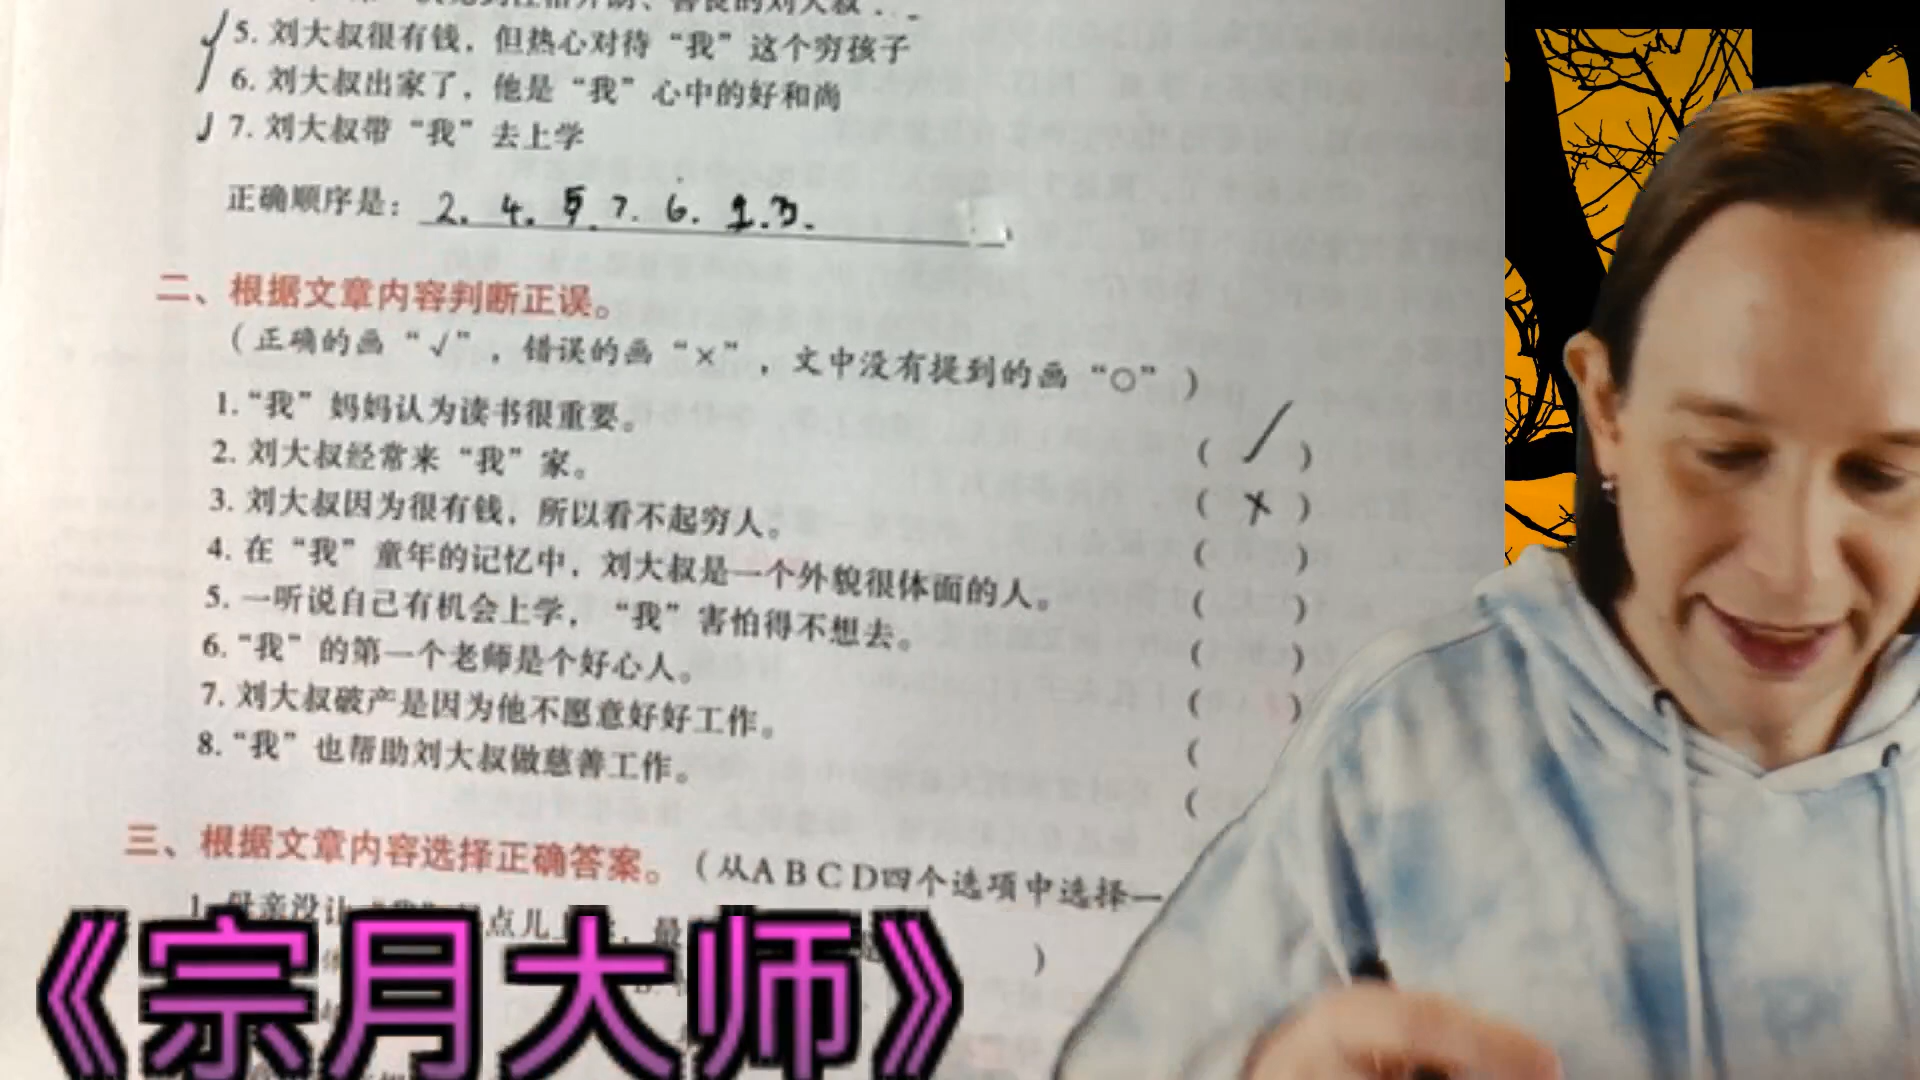 5. 刘大叔很有钱，但热心对待“我”这个穷孩子
6. 刘大叔出家了，他是“我”心中的好和尚
7. 刘大叔带“我”去上学
正确顺序是： 2. 4. 5. 7. 6. 1.3.
二、根据文章内容判断正误。
（正确的画“√”，错误的画“×”，文中没有提到的画“○”）
1.“我”妈妈认为读书很重要。 （ / ）
2. 刘大叔经常来“我”家。 （ × ）
3. 刘大叔因为很有钱，所以看不起穷人。 （ ）
4. 在“我”童年的记忆中，刘大叔是一个外貌很体面的人。 （ ）
5. 一听说自己有机会上学，“我”害怕得不想去。 （ ）
6.“我”的第一个老师是个好心人。 （ ）
7. 刘大叔破产是因为他不愿意好好工作。 （
8.“我”也帮助刘大叔做慈善工作。 （
三、根据文章内容选择正确答案。（从A B C D四个选项中选择一
1. 母亲没让 点儿上 ，最 ）
《宗月大师》